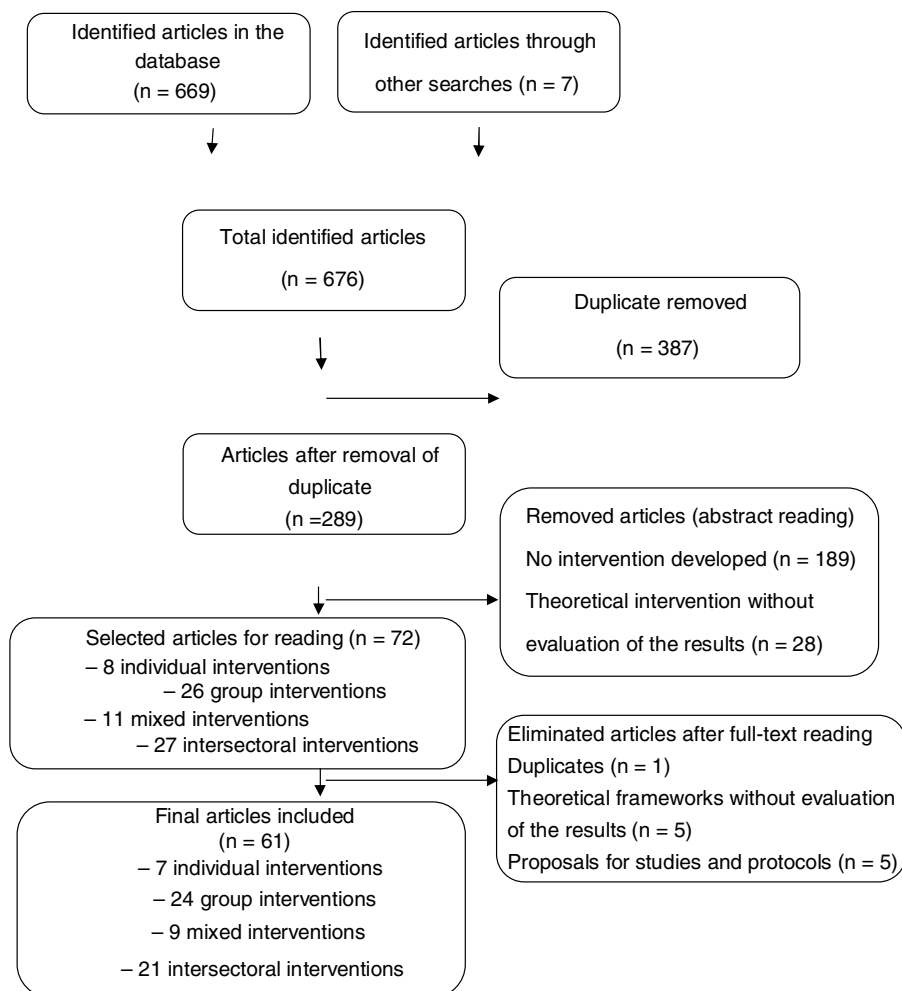 Identified articles in the
database
(n = 669)
Identified articles through
other searches (n = 7)
Total identified articles
(n = 676)
Duplicate removed
(n = 387)
Articles after removal of
duplicate
(n =289)
Removed articles (abstract reading)
No intervention developed (n = 189)
Theoretical intervention without
evaluation of the results (n = 28)
Selected articles for reading (n = 72)
– 8 individual interventions
– 26 group interventions
– 11 mixed interventions
– 27 intersectoral interventions
Eliminated articles after full-text reading
Duplicates (n = 1)
Theoretical frameworks without evaluation
of the results (n = 5)
Proposals for studies and protocols (n = 5)
Final articles included
(n = 61)
– 7 individual interventions
– 24 group interventions
– 9 mixed interventions
– 21 intersectoral interventions